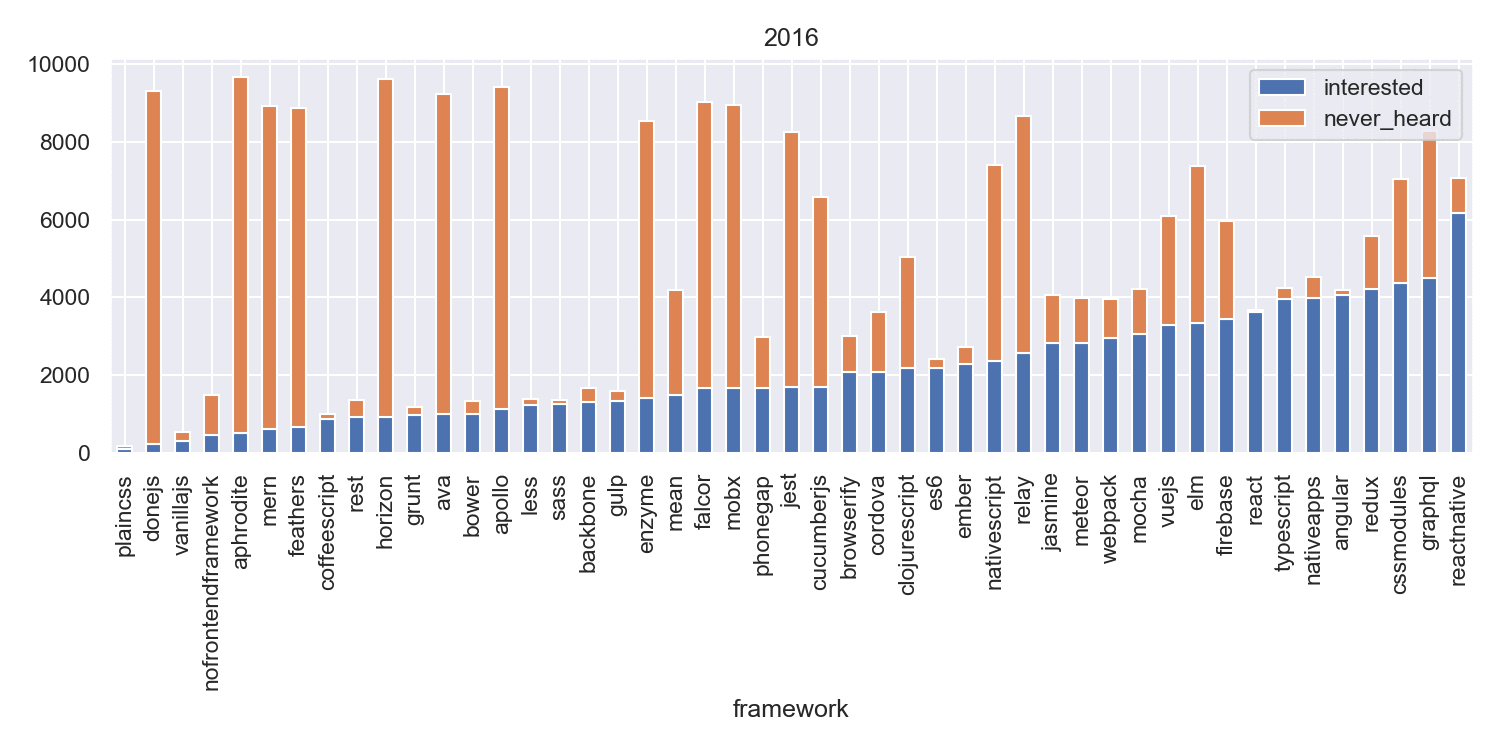 2016
interested
never_heard
10000
8000
6000
4000
2000
0
plaincss
donejs
vanillajs
nofrontendframework
aphrodite
mern
feathers
coffeescript
rest
horizon
grunt
ava
bower
apollo
less
sass
backbone
gulp
enzyme
mean
falcor
mobx
phonegap
jest
cucumberjs
browserify
cordova
clojurescript
es6
ember
nativescript
relay
jasmine
meteor
webpack
mocha
vuejs
elm
firebase
react
typescript
nativeapps
angular
redux
cssmodules
graphql
reactnative
framework